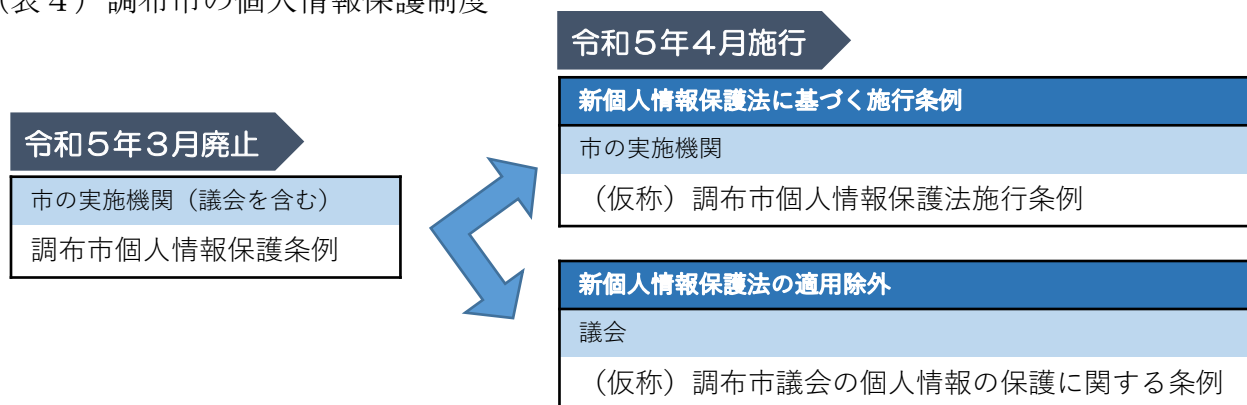 (表4)調布市の個人情報保護制度
令和5年3月廃止
市の実施機関(議会を含む)
調布市個人情報保護条例
令和5年4月施行
新個人情報保護法に基づく施行条例
市の実施機関
(仮称)調布市個人情報保護法施行条例
新個人情報保護法の適用除外
議会
(仮称)調布市議会の個人情報の保護に関する条例